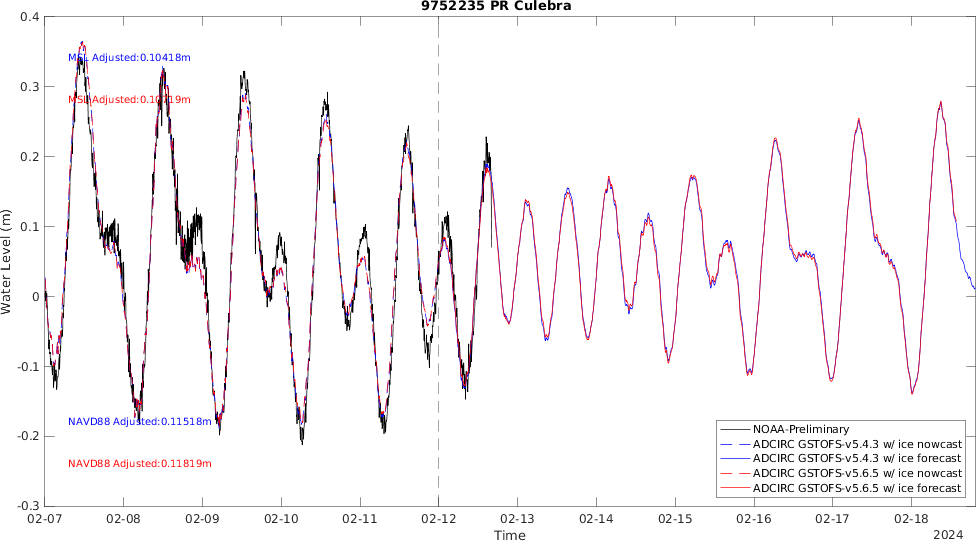 9752235 PR Culebra
0.4
0.3
0.2
0.1
0
-0.1
-0.2
-0.3
Water Level (m)
MSL Adjusted:0.10418m
MSL
NAVD88 Adjusted:0.11518m
NAVD88 Adjusted:0.11819m
NOAA-Preliminary
ADCIRC GSTOFS-v5.4.3 w/ ice nowcast
ADCIRC GSTOFS-v5.4.3 w/ ice forecast
ADCIRC GSTOFS-v5.6.5 w/ ice nowcast
ADCIRC GSTOFS-v5.6.5 w/ ice forecast
02-07 02-08 02-09 02-10 02-11 02-12 02-13 02-14 02-15 02-16 02-17 02-18
Time
2024